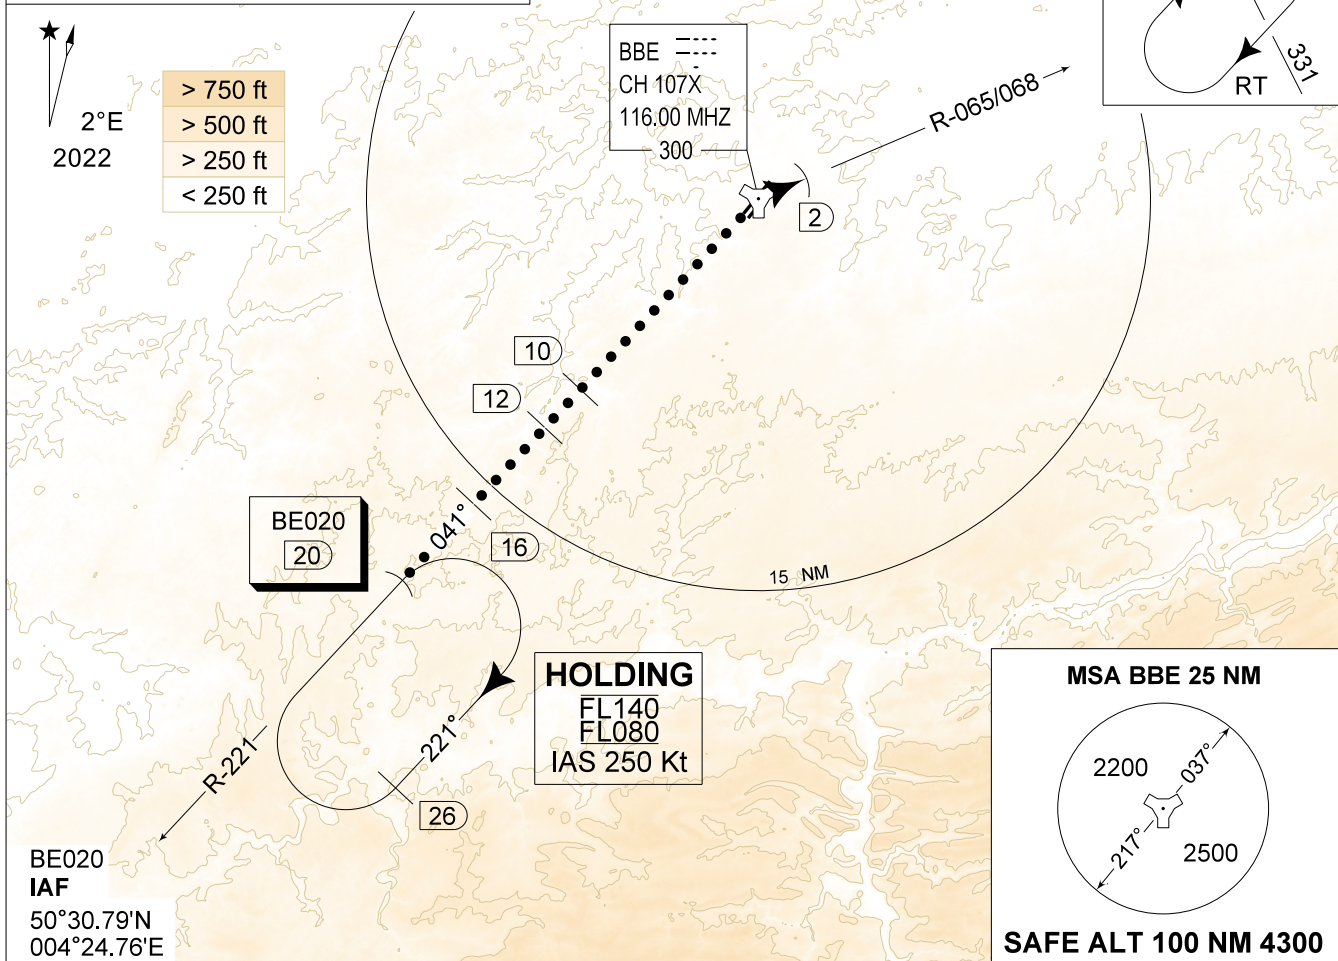 2°E
2022
> 750 ft
> 500 ft
> 250 ft
< 250 ft
BBE
CH 107X
116.00 MHZ
300
R-065/068
331
RT
2
10
12
16
041°
BE020
20
15 NM
HOLDING
FL140
FL080
IAS 250 Kt
221°
R-221
26
BE020
IAF
50°30.79'N
004°24.76'E
MSA BBE 25 NM
2200
037°
217°
2500
SAFE ALT 100 NM 4300